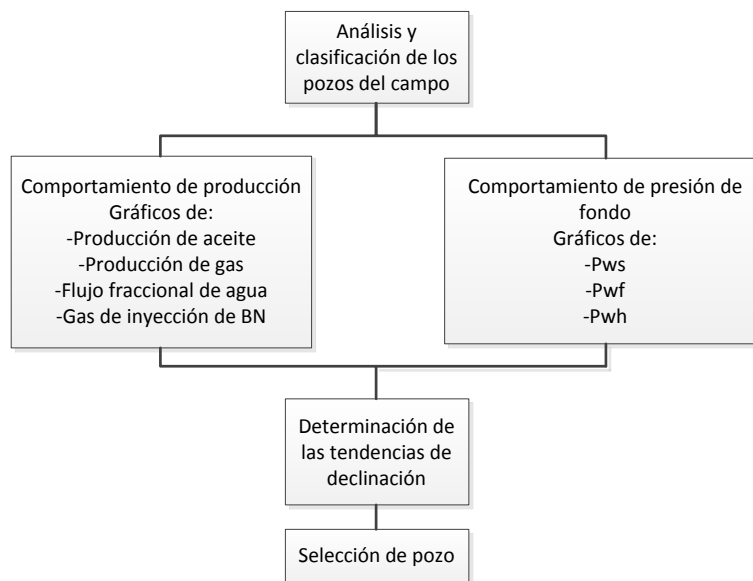 Análisis y
clasificación de los
pozos del campo
Comportamiento de producción
Gráficos de:
-Producción de aceite
-Producción de gas
-Flujo fraccional de agua
-Gas de inyección de BN
Comportamiento de presión de
fondo
Gráficos de:
-Pws
-Pwf
-Pwh
Determinación de
las tendencias de
declinación
Selección de pozo